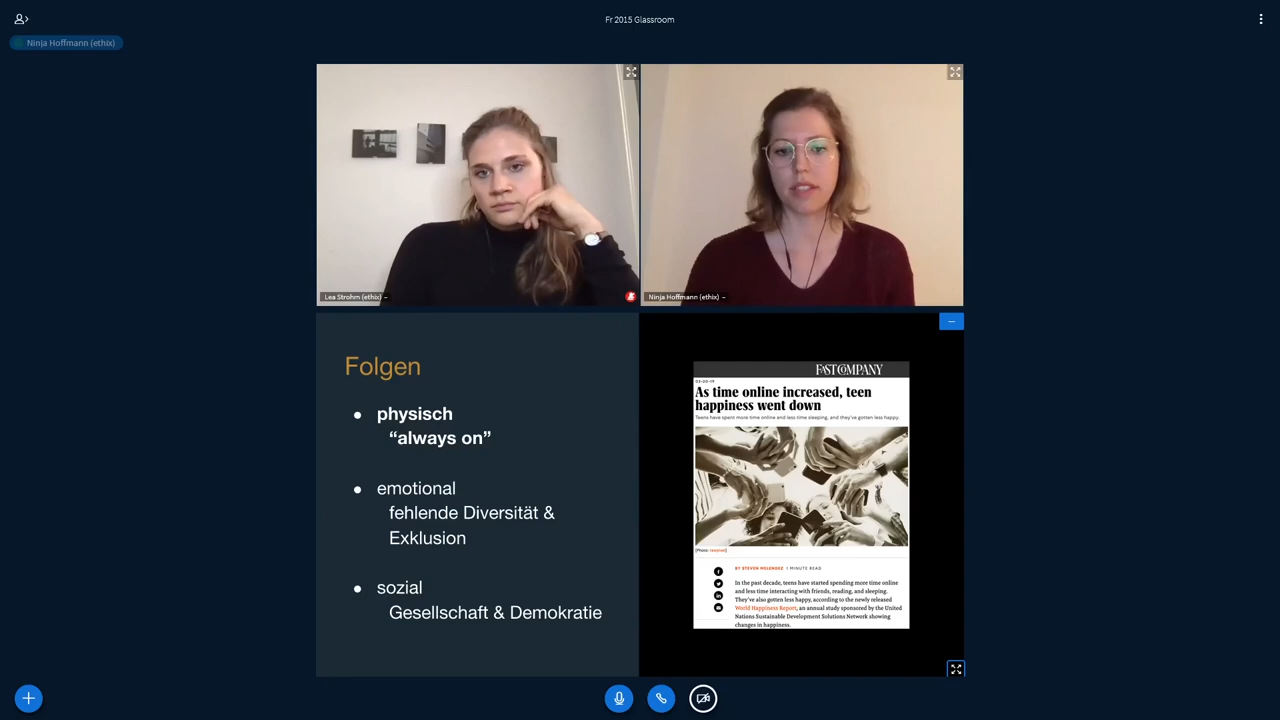 Fr 2015 Glassroom
Ninja Hoffmann (ethix)
Lea Strohm (ethix) –
Ninja Hoffmann (ethix) –
Folgen
● physisch
“always on”
● emotional
fehlende Diversität &
Exklusion
● sozial
Gesellschaft & Demokratie
FAST COMPANY
02-20-19
As time online increased, teen
happiness went down
Teens have spent more time online and less time sleeping, and they've gotten less happy.
BY STEVEN MELENDEZ 1 MINUTE READ
In the past decade, teens have started spending more time online
and less time interacting with friends, reading, and sleeping.
They've also gotten less happy, according to the newly released
World Happiness Report, an annual study sponsored by the United
Nations Sustainable Development Solutions Network showing
changes in happiness.